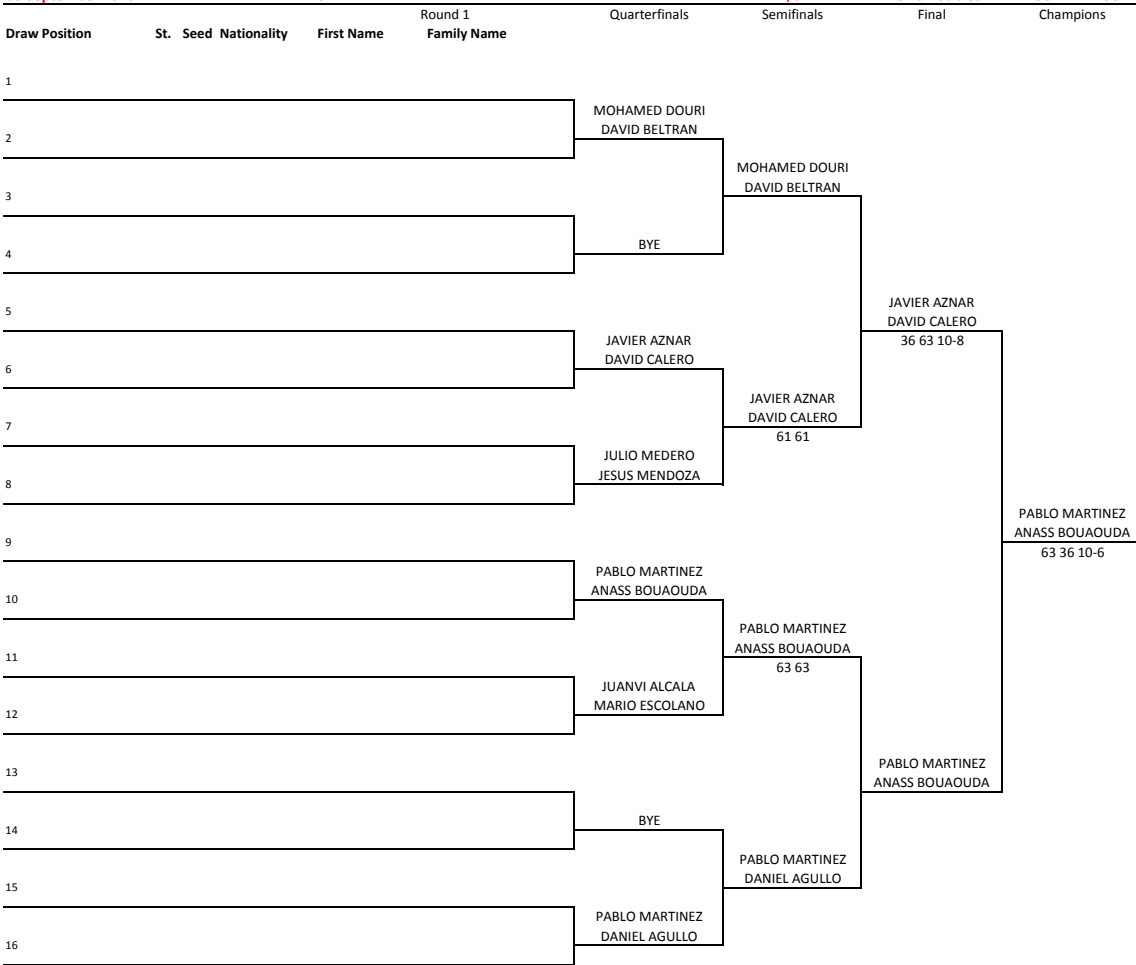 Round 1 Quarterfinals Semifinals Final Champions
Draw Position St. Seed Nationality First Name Family Name
1
MOHAMED DOURI
DAVID BELTRAN
2
MOHAMED DOURI
DAVID BELTRAN
3
BYE
4
5
JAVIER AZNAR
DAVID CALERO
36 63 10-8
JAVIER AZNAR
DAVID CALERO
6
JAVIER AZNAR
DAVID CALERO
61 61
7
JULIO MEDERO
JESUS MENDOZA
8
PABLO MARTINEZ
ANASS BOUAOUDA
63 36 10-6
9
PABLO MARTINEZ
ANASS BOUAOUDA
10
PABLO MARTINEZ
ANASS BOUAOUDA
63 63
11
JUANVI ALCALA
MARIO ESCOLANO
12
13
PABLO MARTINEZ
ANASS BOUAOUDA
BYE
14
PABLO MARTINEZ
DANIEL AGULLO
15
PABLO MARTINEZ
DANIEL AGULLO
16